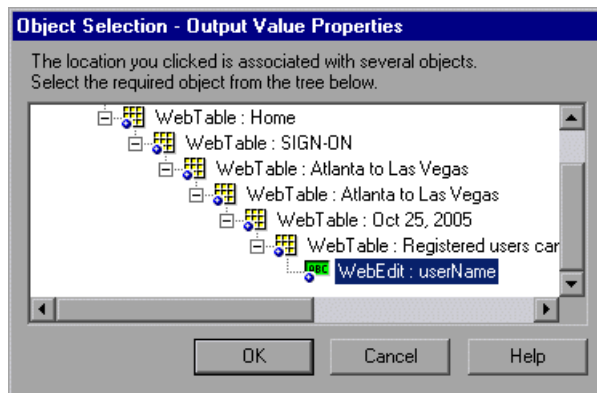 Object Selection - Output Value Properties
The location you clicked is associated with several objects.
Select the required object from the tree below.
WebTable : Home
WebTable : SIGN-ON
WebTable : Atlanta to Las Vegas
WebTable : Atlanta to Las Vegas
WebTable : Oct 25, 2005
WebTable : Registered users car
ABC WebEdit : userName
OK Cancel Help